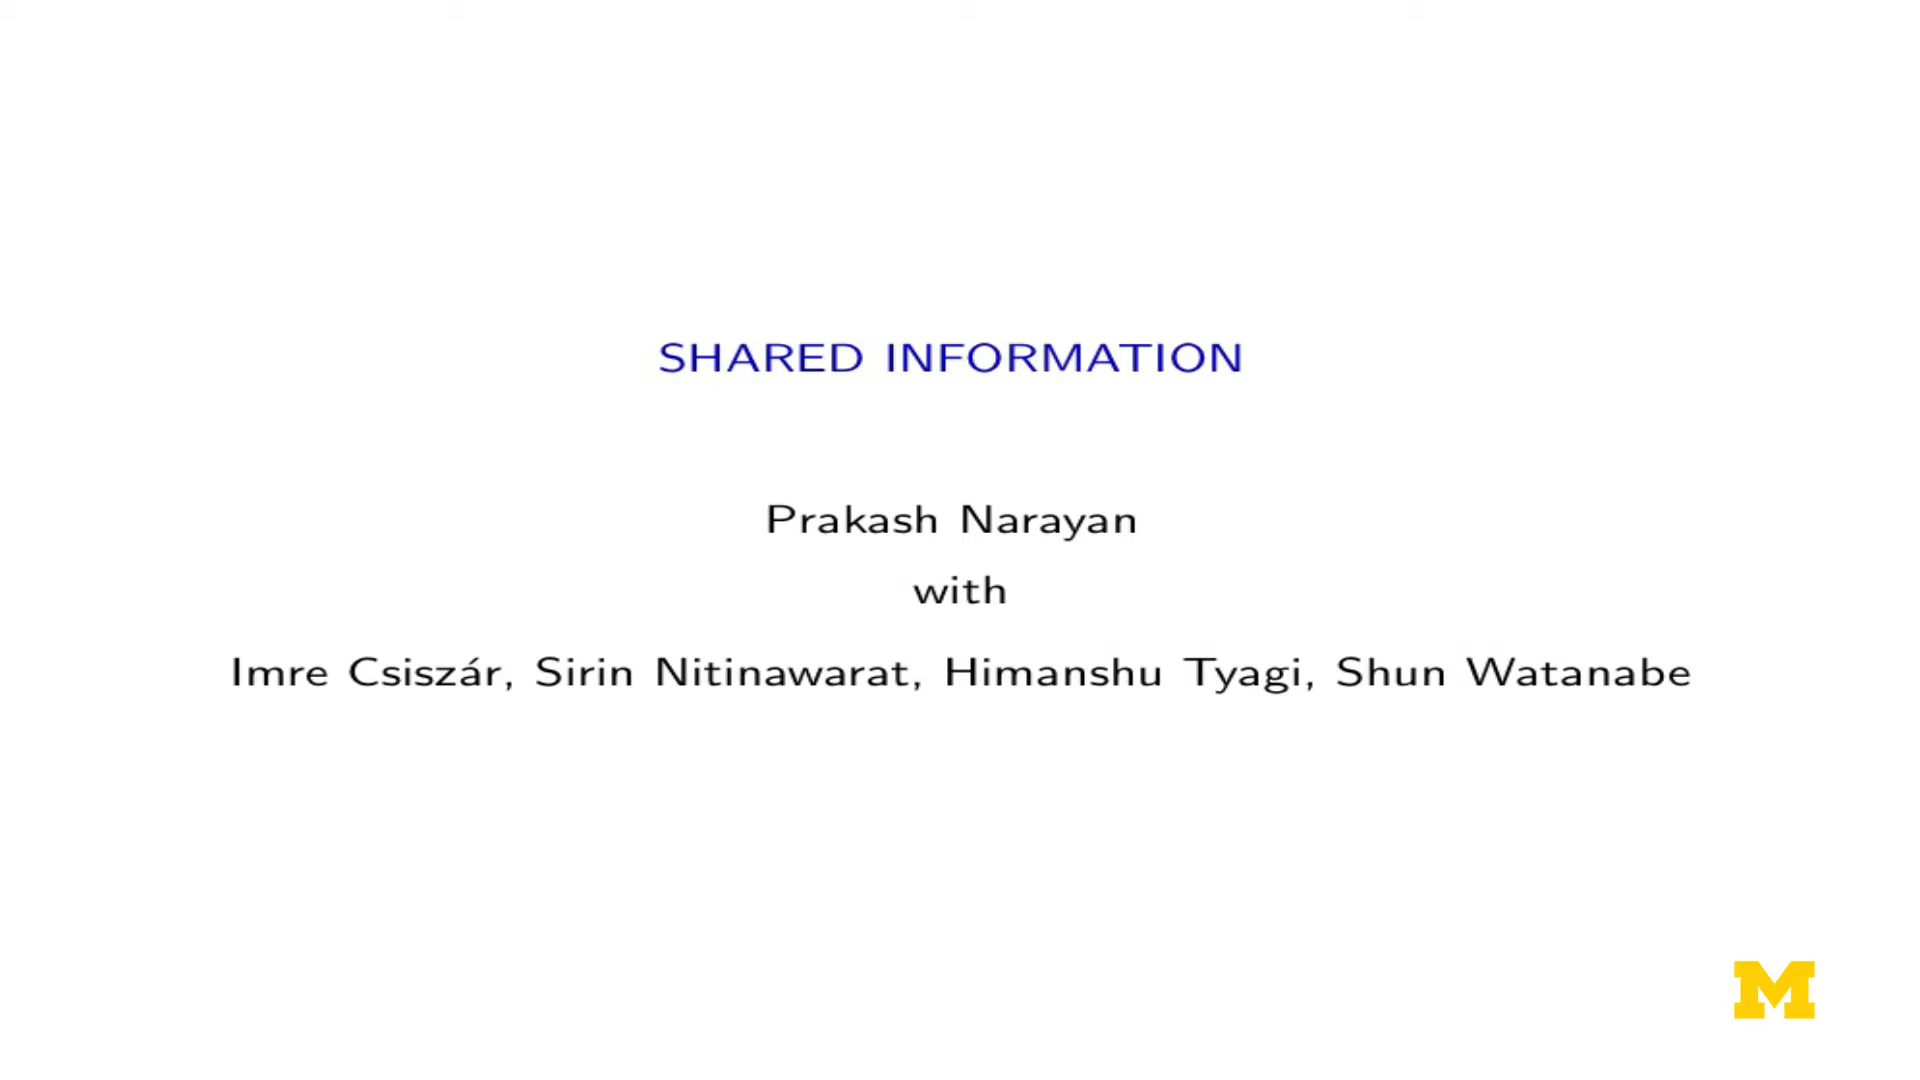 SHARED INFORMATION
Prakash Narayan
with
Imre Csiszár, Sirin Nitinawarat, Himanshu Tyagi, Shun Watanabe
M